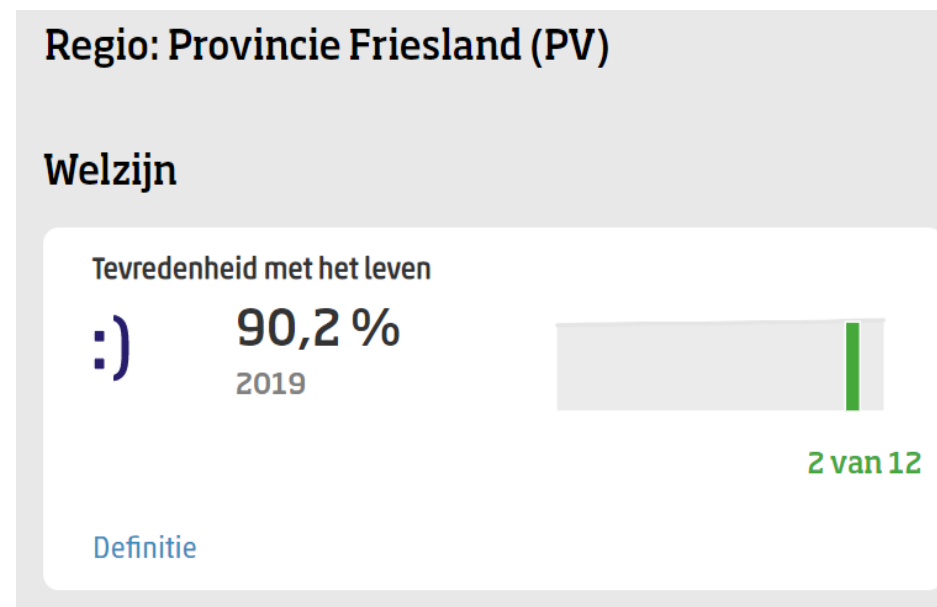 Regio: Provincie Friesland (PV)
Welzijn
Tevredenheid met het leven
:)
90,2 %
2019
2 van 12
Definitie